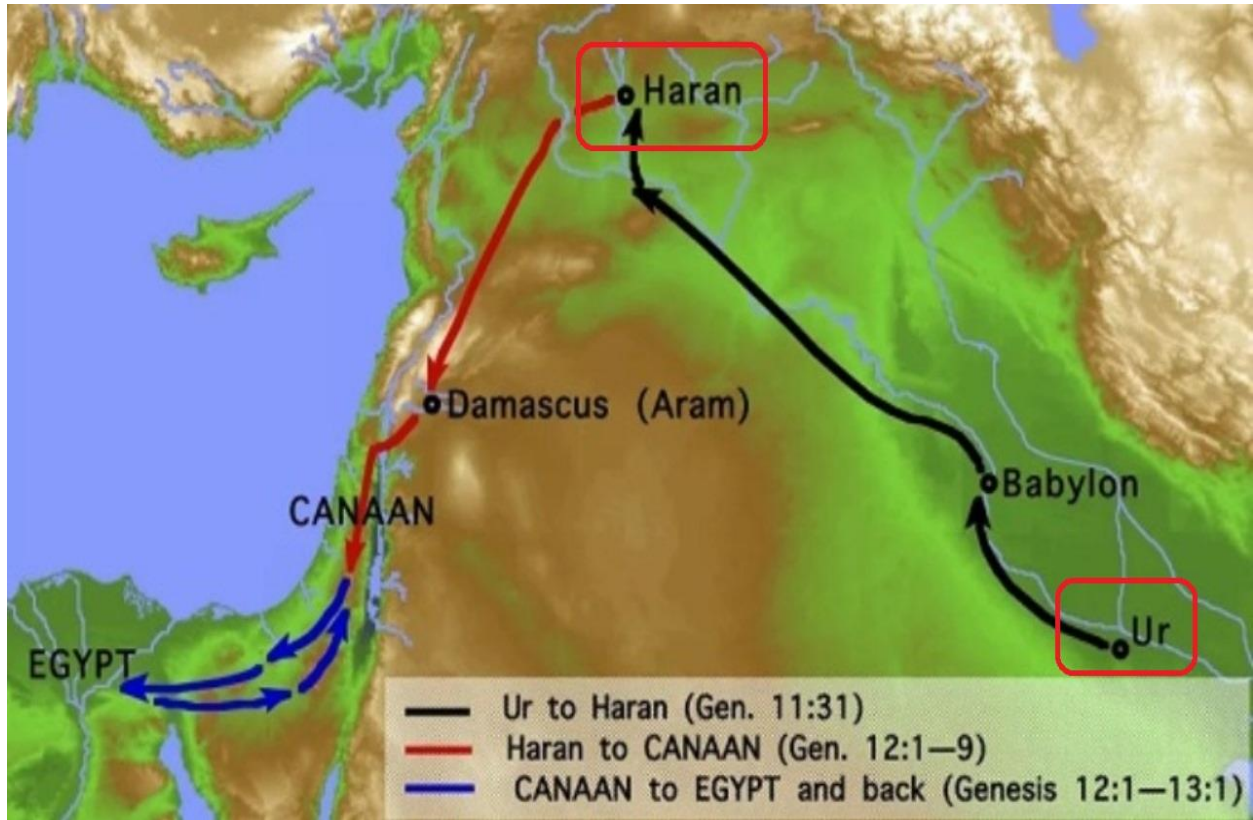 Haran
Damascus (Aram)
Babylon
CANAAN
Ur
EGYPT
Ur to Haran (Gen. 11:31)
Haran to CANAAN (Gen. 12:1—9)
CANAAN to EGYPT and back (Genesis 12:1—13:1)